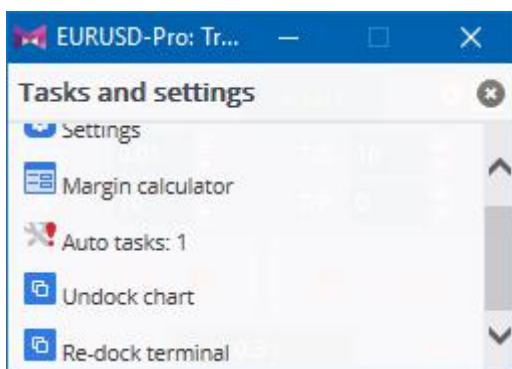 EURUSD-Pro: Tr...
Tasks and settings
Settings
Margin calculator
Auto tasks: 1
Undock chart
Re-dock terminal